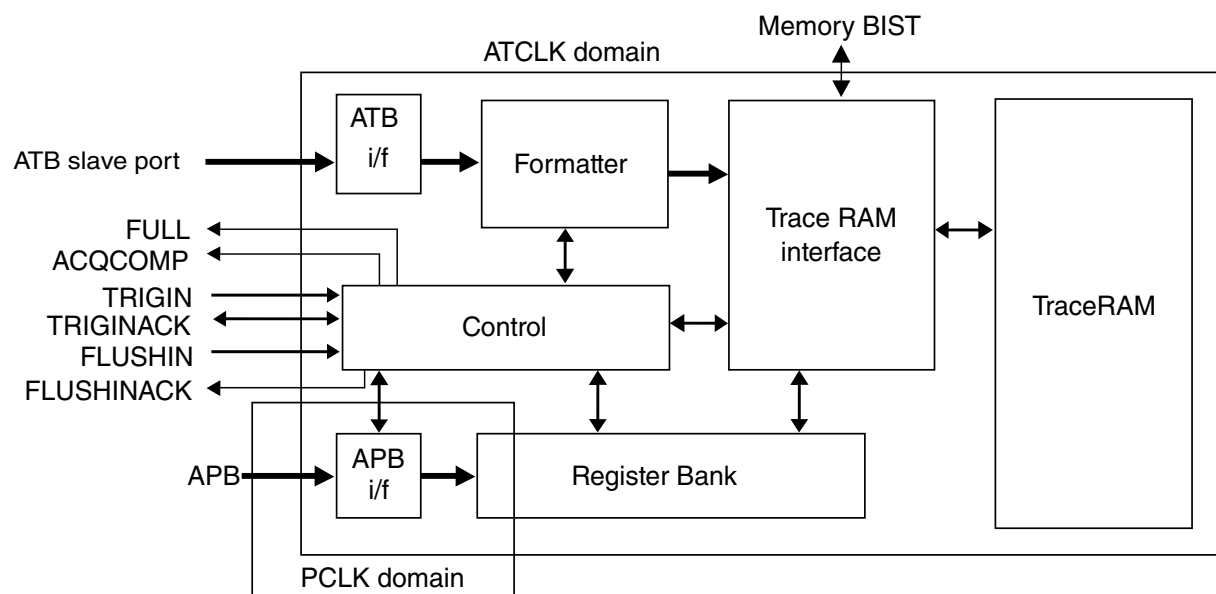 Memory BIST
ATCLK domain
ATB
i/f
Formatter
Trace RAM
interface
TraceRAM
ATB slave port
FULL
ACQCOMP
TRIGIN
TRIGINACK
FLUSHIN
FLUSHINACK
Control
APB
APB
i/f
Register Bank
PCLK domain